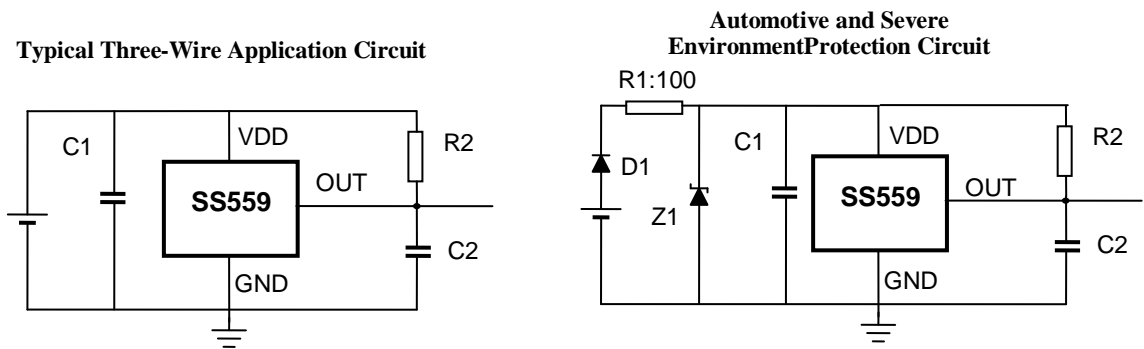 Typical Three-Wire Application Circuit
C1
VDD
R2
OUT
SS559
C2
GND
Automotive and Severe
EnvironmentProtection Circuit
R1:100
D1
Z1
C1
VDD
R2
OUT
SS559
C2
GND